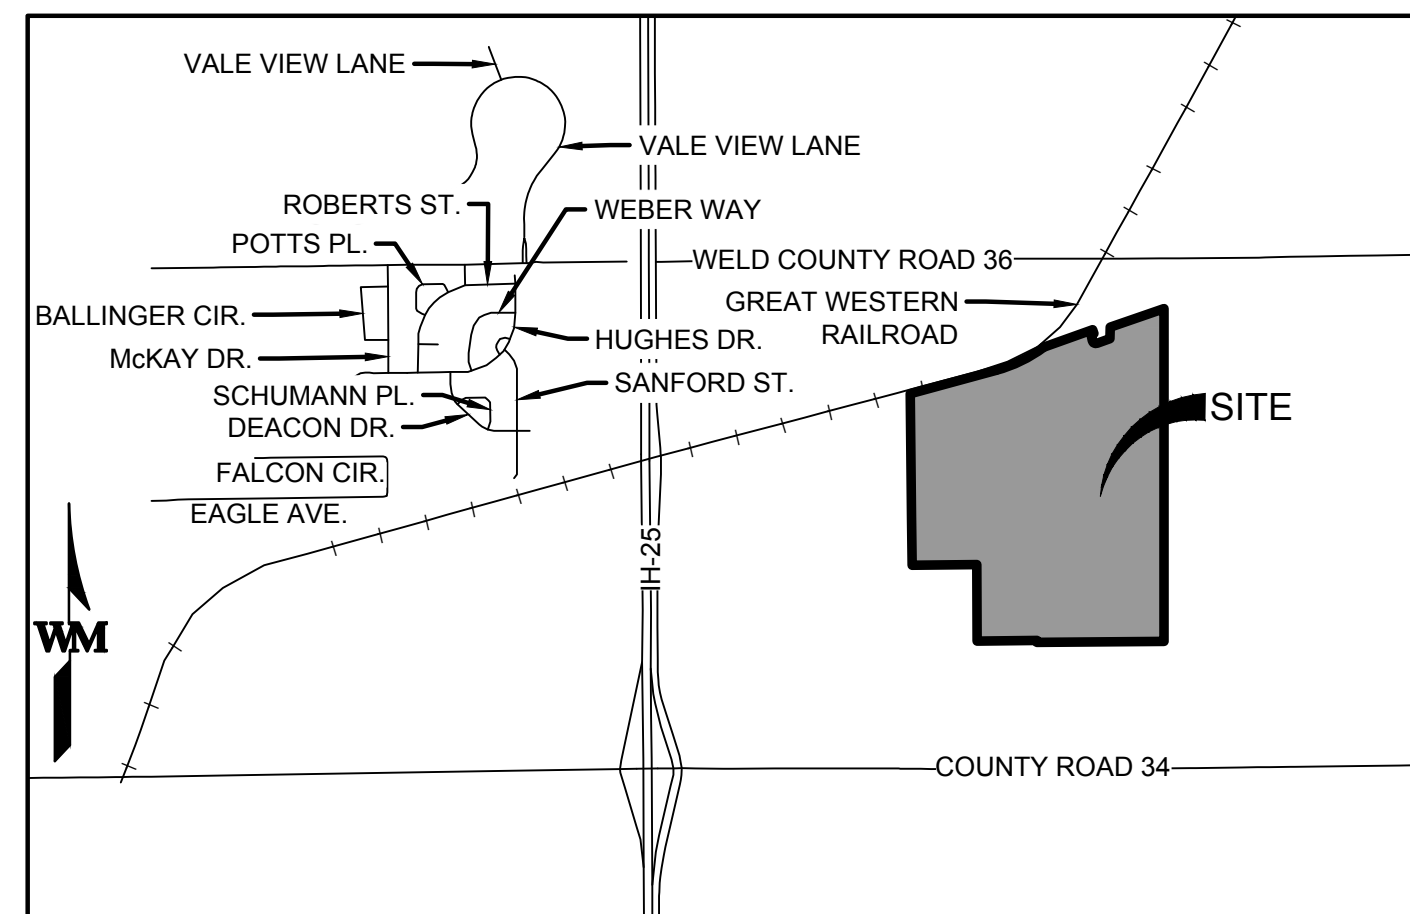 VALE VIEW LANE
VALE VIEW LANE
ROBERTS ST.
WEBER WAY
POTTS PL.
WELD COUNTY ROAD 36
BALLINGER CIR.
GREAT WESTERN
RAILROAD
HUGHES DR.
McKAY DR.
SANFORD ST.
SCHUMANN PL.
DEACON DR.
SITE
FALCON CIR.
EAGLE AVE.
IH-25
WM
COUNTY ROAD 34